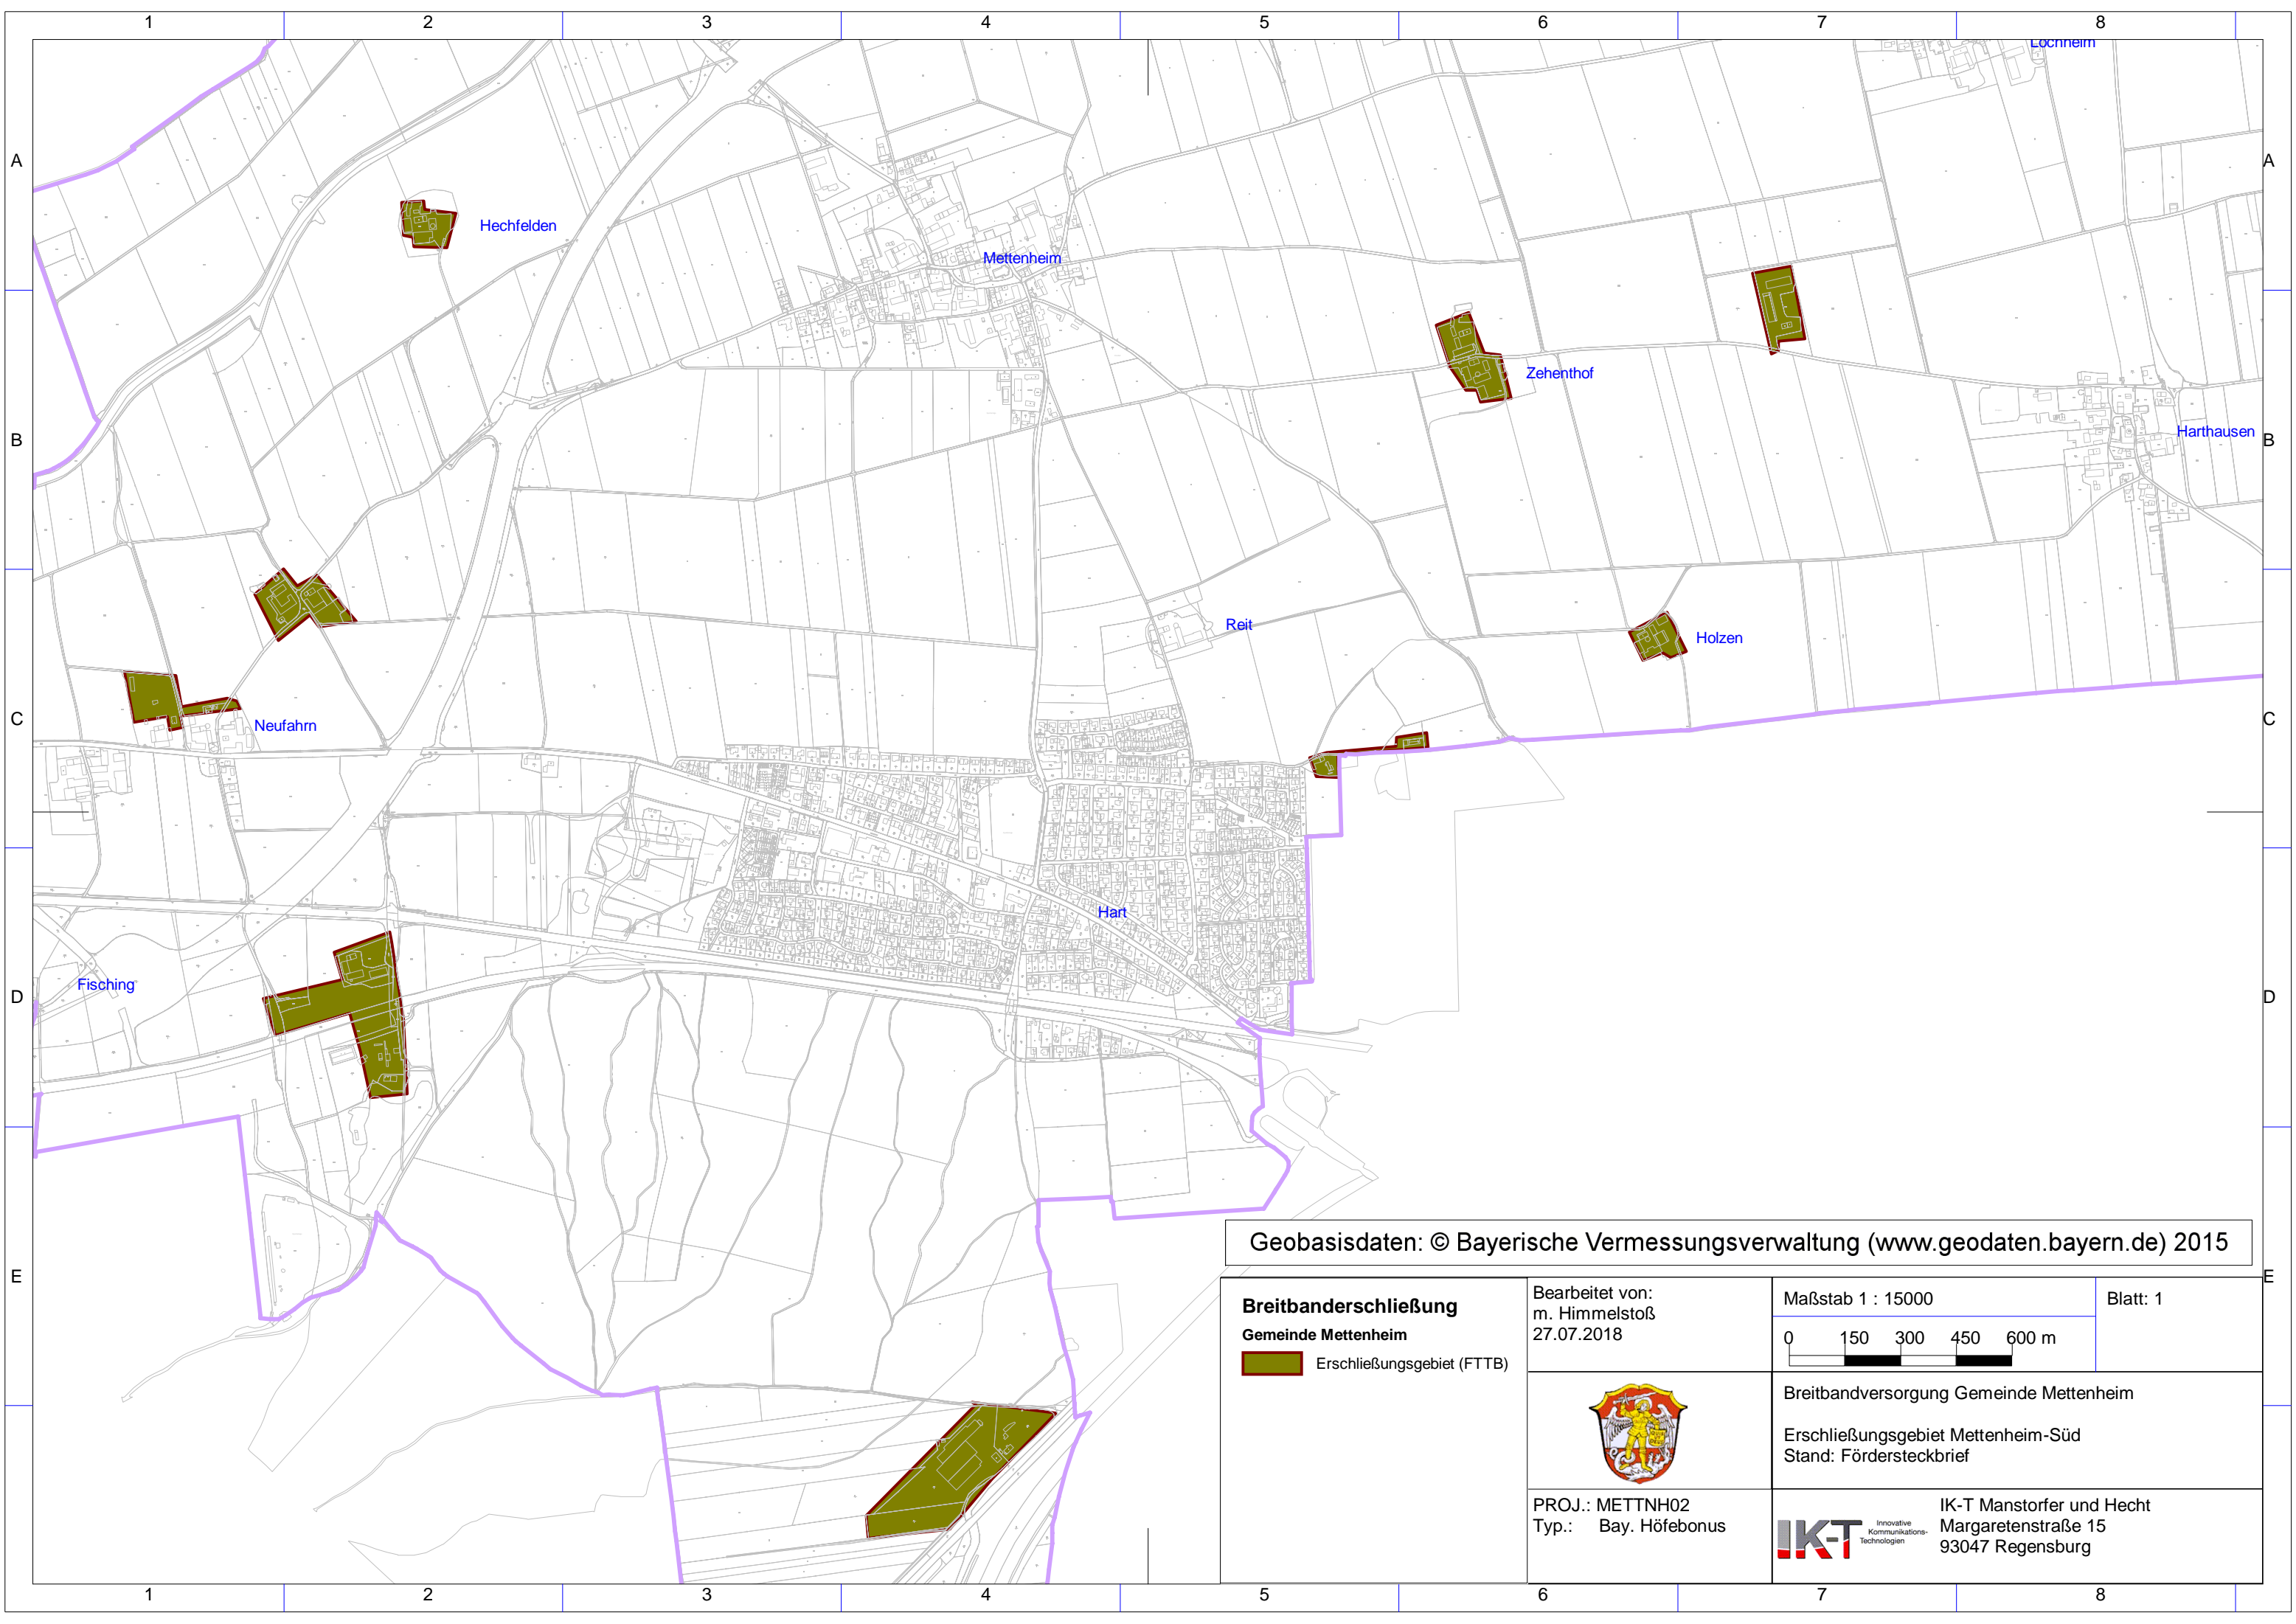 1 2 3 4 5 6 7 8
Lochheim
A A
Hechfelden
Mettenheim
Zehenthof
B Harthausen B
Reit
Holzen
C Neufahrn C
Hart
D Fisching D
E E
Geobasisdaten: © Bayerische Vermessungsverwaltung (www.geodaten.bayern.de) 2015
Breitbanderschließung
Gemeinde Mettenheim
Erschließungsgebiet (FTTB)
Bearbeitet von:
m. Himmelstoß
27.07.2018
Maßstab 1 : 15000
Blatt: 1
0 150 300 450 600 m
Breitbandversorgung Gemeinde Mettenheim
Erschließungsgebiet Mettenheim-Süd
Stand: Fördersteckbrief
PROJ.: METTNH02
Typ.: Bay. Höfebonus
IK-T
Innovative
Kommunikations-
Technologien
IK-T Manstorfer und Hecht
Margaretenstraße 15
93047 Regensburg
1 2 3 4 5 6 7 8